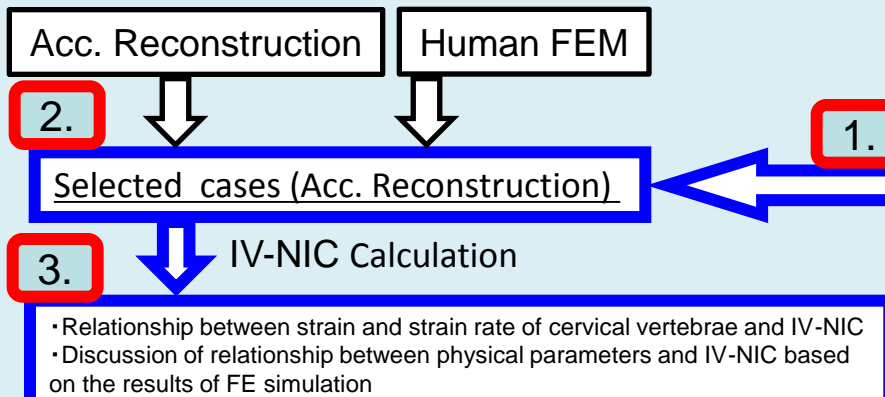 Acc. Reconstruction
Human FEM
2.
1.
Selected cases (Acc. Reconstruction)
3.
IV-NIC Calculation
・Relationship between strain and strain rate of cervical vertebrae and IV-NIC
・Discussion of relationship between physical parameters and IV-NIC based
on the results of FE simulation